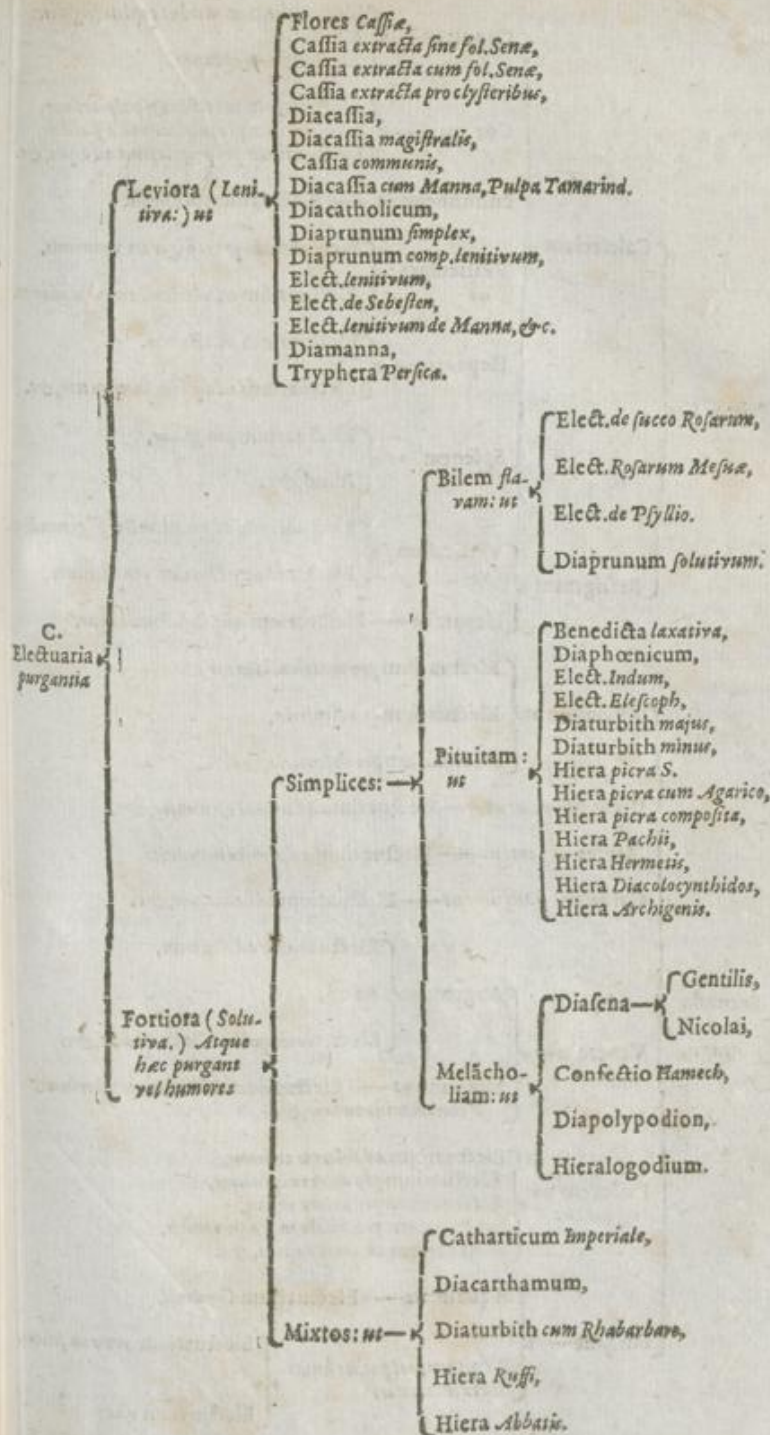 Flores Caſſiæ,
Caſſia extracta ſine fol. Senæ,
Caſſia extracta cum fol. Senæ,
Caſſia extracta pro clyſteribus,
Diacaſſia,
Diacaſſia magiſtralis,
Caſſia communis,
Diacaſſia cum Manna, Pulpa Tamarind.
Diacatholicum,
Diaprunum ſimplex,
Diaprunum comp. lenitivum,
Elect. lenitivum,
Elect. de Sebeſten,
Elect. lenitivum de Manna, &c.
Diamanna,
Tryphera Perſica.
Leviora (Leni-
tiva:) ut
C.
Electuaria
purgantia
Fortiora (Solu-
tiva.) Atque
hæc purgant
vel humores
Simplices:
Bilem fla-
vam: ut
Elect. de ſucco Roſarum,
Elect. Roſarum Meſuæ,
Elect. de Pſyllio.
Diaprunum ſolutivum.
Pituitam:
ut
Benedicta laxativa,
Diaphœnicum,
Elect. Indum,
Elect. Eleſcoph,
Diaturbith majus,
Diaturbith minus,
Hiera picra S.
Hiera picra cum Agarico,
Hiera picra compoſita,
Hiera Pachii,
Hiera Hermetis,
Hiera Diacolocynthidos,
Hiera Archigenis.
Melācho-
liam: ut
Diaſena
Gentilis,
Nicolai,
Confectio Hamech,
Diapolypodion,
Hieralogodium.
Mixtos: ut
Catharticum Imperiale,
Diacarthamum,
Diaturbith cum Rhabarbaro,
Hiera Ruffi,
Hiera Abbatis.